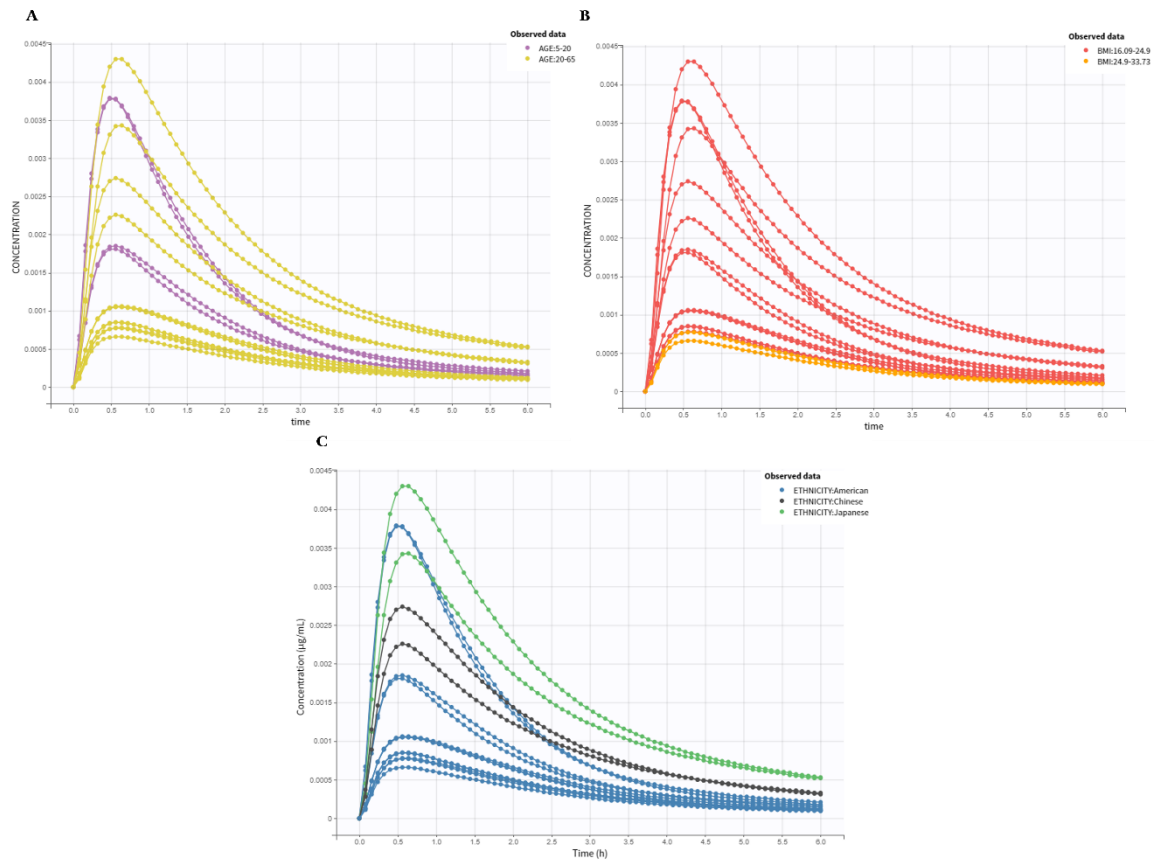 A
Observed data
AGE:5-20
AGE:20-65
0.0045
0.004
0.0035
0.003
0.0025
0.002
0.0015
0.001
0.0005
0
CONCENTRATION
0.0 0.5 1.0 1.5 2.0 2.5 3.0 3.5 4.0 4.5 5.0 5.5 6.0
time
B
Observed data
BMI:16.09-24.9
BMI:24.9-33.73
0.0045
0.004
0.0035
0.003
0.0025
0.002
0.0015
0.001
0.0005
0
CONCENTRATION
0.0 0.5 1.0 1.5 2.0 2.5 3.0 3.5 4.0 4.5 5.0 5.5 6.0
time
C
Observed data
ETHNICITY:American
ETHNICITY:Chinese
ETHNICITY:Japanese
0.0045
0.004
0.0035
0.003
0.0025
0.002
0.0015
0.001
0.0005
0
Concentration (µg/mL)
0.0 0.5 1.0 1.5 2.0 2.5 3.0 3.5 4.0 4.5 5.0 5.5 6.0
Time (h)